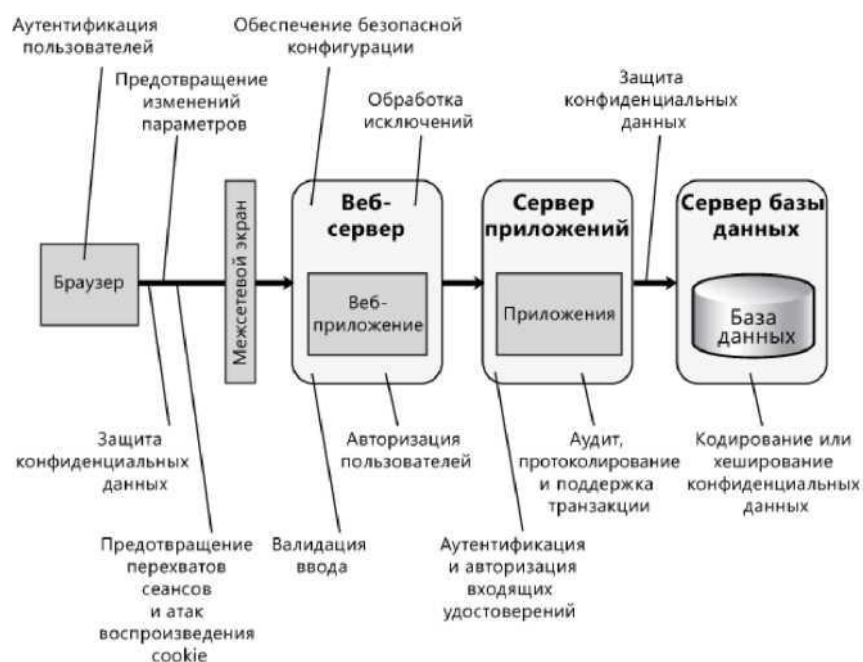 Аутентификация
пользователей
Обеспечение безопасной
конфигурации
Предотвращение
изменений
параметров
Обработка
исключений
Защита
конфиденциальных
данных
Браузер
Межсетевой экран
Веб-
сервер
Веб-
приложение
Сервер
приложений
Приложения
Сервер базы
данных
База
данных
Защита
конфиденциальных
данных
Авторизация
пользователей
Аудит,
протоколирование
и поддержка
транзакции
Кодирование или
хеширование
конфиденциальных
данных
Предотвращение
перехватов
сеансов
и атак
воспроизведения
cookie
Валидация
ввода
Аутентификация
и авторизация
входящих
удостоверений